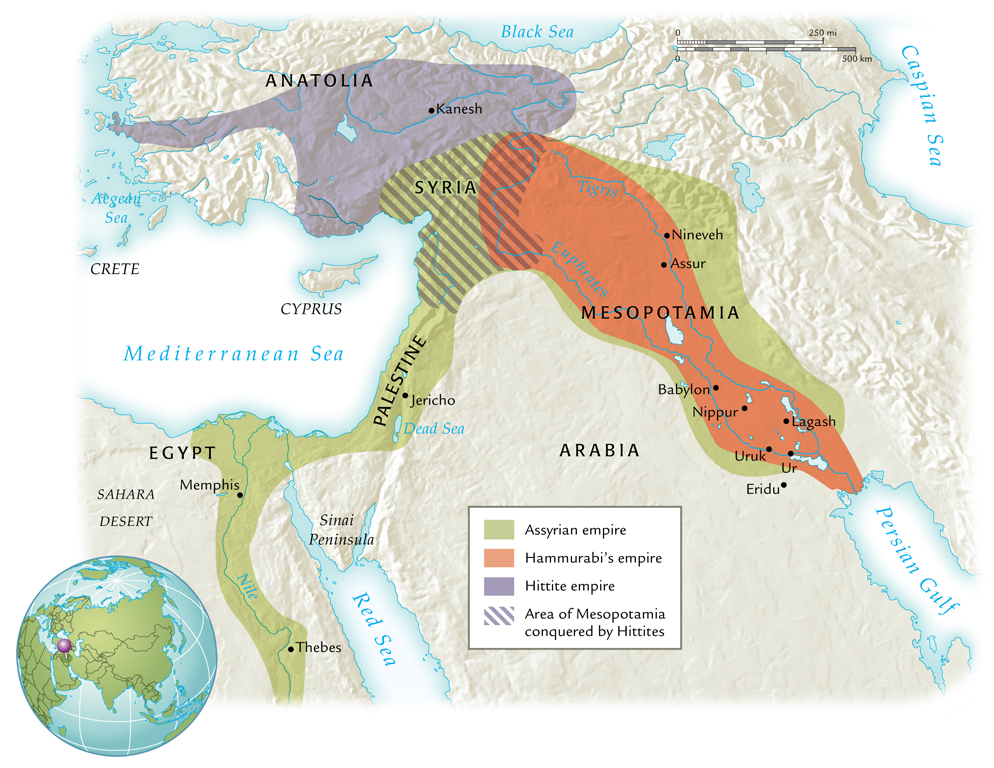 Black Sea
0
250 mi
0
500 km
Caspian Sea
ANATOLIA
Kanesh
SYRIA
Tigris
Aegean
Sea
Nineveh
Assur
CRETE
CYPRUS
Euphrates
MESOPOTAMIA
Mediterranean Sea
PALESTINE
Jericho
Dead Sea
Babylon
Nippur
Lagash
Uruk
Ur
Eridu
EGYPT
ARABIA
Memphis
SAHARA
DESERT
Sinai
Peninsula
Persian Gulf
Nile
Red Sea
Thebes
Assyrian empire
Hammurabi's empire
Hittite empire
Area of Mesopotamia
conquered by Hittites